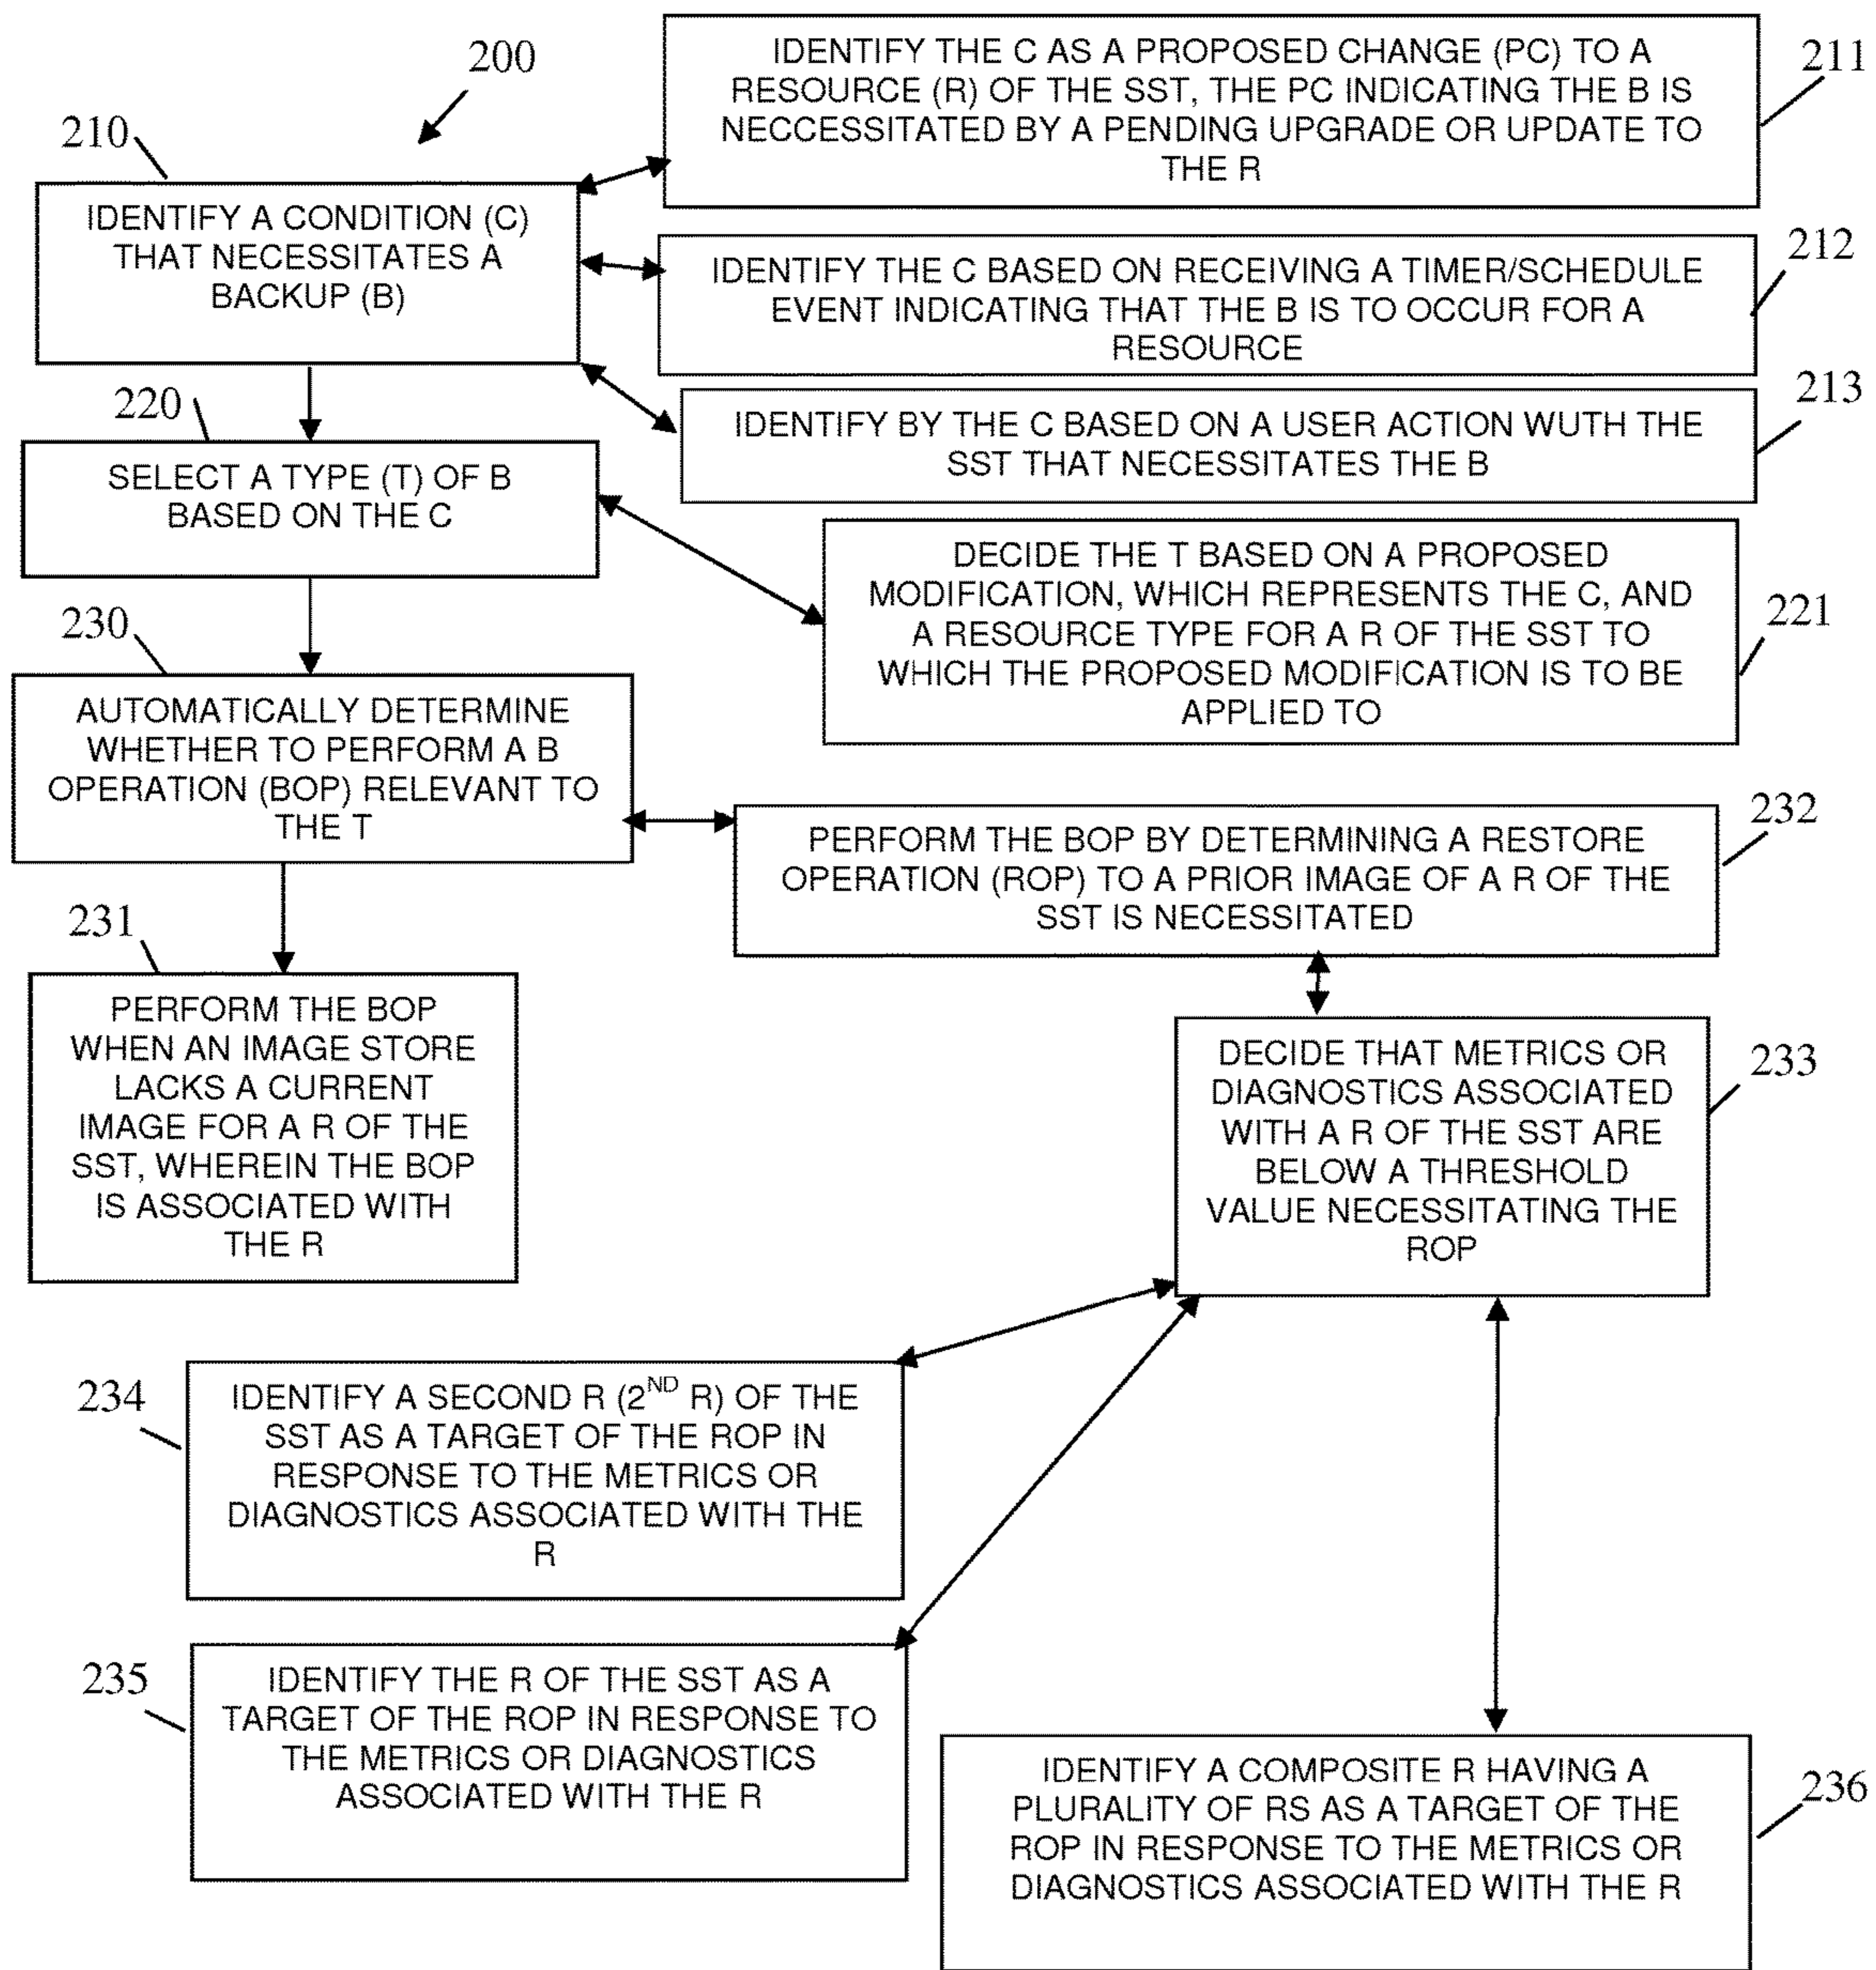 200
IDENTIFY THE C AS A PROPOSED CHANGE (PC) TO A
RESOURCE (R) OF THE SST, THE PC INDICATING THE B IS
NECCESSITATED BY A PENDING UPGRADE OR UPDATE TO
THE R
211
210
IDENTIFY A CONDITION (C)
THAT NECESSITATES A
BACKUP (B)
IDENTIFY THE C BASED ON RECEIVING A TIMER/SCHEDULE
EVENT INDICATING THAT THE B IS TO OCCUR FOR A
RESOURCE
212
IDENTIFY BY THE C BASED ON A USER ACTION WUTH THE
SST THAT NECESSITATES THE B
213
220
SELECT A TYPE (T) OF B
BASED ON THE C
DECIDE THE T BASED ON A PROPOSED
MODIFICATION, WHICH REPRESENTS THE C, AND
A RESOURCE TYPE FOR A R OF THE SST TO
WHICH THE PROPOSED MODIFICATION IS TO BE
APPLIED TO
221
230
AUTOMATICALLY DETERMINE
WHETHER TO PERFORM A B
OPERATION (BOP) RELEVANT TO
THE T
PERFORM THE BOP BY DETERMINING A RESTORE
OPERATION (ROP) TO A PRIOR IMAGE OF A R OF THE
SST IS NECESSITATED
232
231
PERFORM THE BOP
WHEN AN IMAGE STORE
LACKS A CURRENT
IMAGE FOR A R OF THE
SST, WHEREIN THE BOP
IS ASSOCIATED WITH
THE R
DECIDE THAT METRICS OR
DIAGNOSTICS ASSOCIATED
WITH A R OF THE SST ARE
BELOW A THRESHOLD
VALUE NECESSITATING THE
ROP
233
234
IDENTIFY A SECOND R (2ND R) OF THE
SST AS A TARGET OF THE ROP IN
RESPONSE TO THE METRICS OR
DIAGNOSTICS ASSOCIATED WITH THE
R
235
IDENTIFY THE R OF THE SST AS A
TARGET OF THE ROP IN RESPONSE TO
THE METRICS OR DIAGNOSTICS
ASSOCIATED WITH THE R
IDENTIFY A COMPOSITE R HAVING A
PLURALITY OF RS AS A TARGET OF THE
ROP IN RESPONSE TO THE METRICS OR
DIAGNOSTICS ASSOCIATED WITH THE R
236